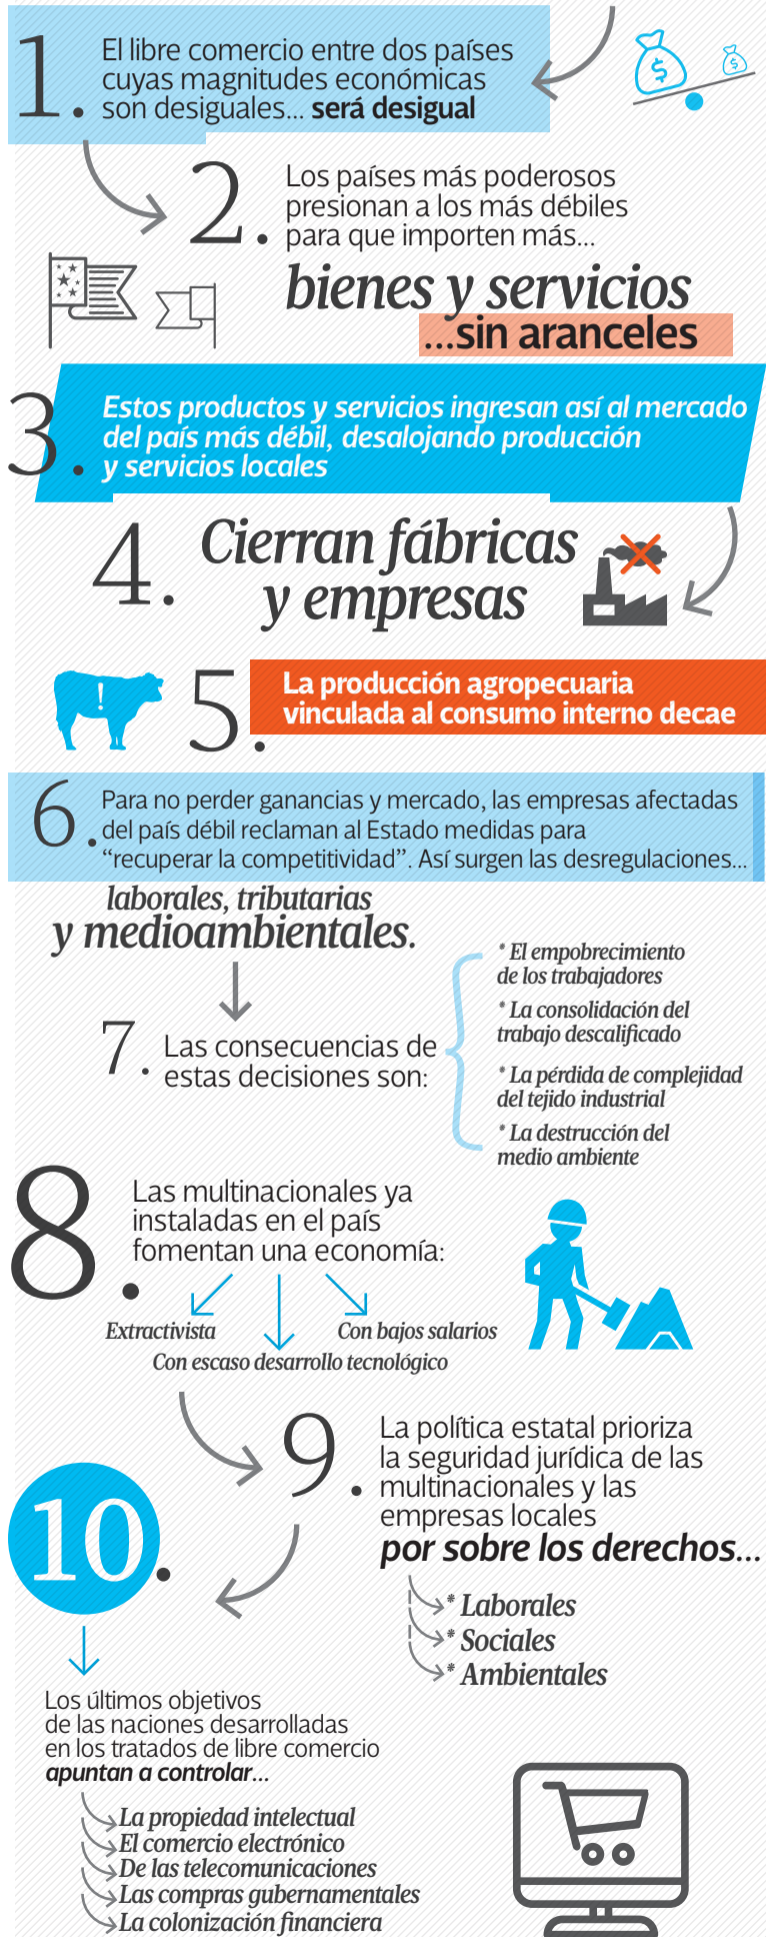 1.
El libre comercio entre dos países
cuyas magnitudes económicas
son desiguales... será desigual
$
$
2.
Los países más poderosos
presionan a los más débiles
para que importen más...
bienes y servicios
...sin aranceles
3.
Estos productos y servicios ingresan así al mercado
del país más débil, desalojando producción
y servicios locales
4.
Cierran fábricas
y empresas
!
5.
La producción agropecuaria
vinculada al consumo interno decae
6.
Para no perder ganancias y mercado, las empresas afectadas
del país débil reclaman al Estado medidas para
“recuperar la competitividad”. Así surgen las desregulaciones...
laborales, tributarias
y medioambientales.
7.
Las consecuencias de
estas decisiones son:
* El empobrecimiento
de los trabajadores
* La consolidación del
trabajo descalificado
* La pérdida de complejidad
del tejido industrial
* La destrucción del
medio ambiente
8.
Las multinacionales ya
instaladas en el país
fomentan una economía:
Extractivista
Con bajos salarios
Con escaso desarrollo tecnológico
9.
La política estatal prioriza
la seguridad jurídica de las
multinacionales y las
empresas locales
por sobre los derechos...
* Laborales
* Sociales
* Ambientales
10.
Los últimos objetivos
de las naciones desarrolladas
en los tratados de libre comercio
apuntan a controlar...
La propiedad intelectual
El comercio electrónico
De las telecomunicaciones
Las compras gubernamentales
La colonización financiera